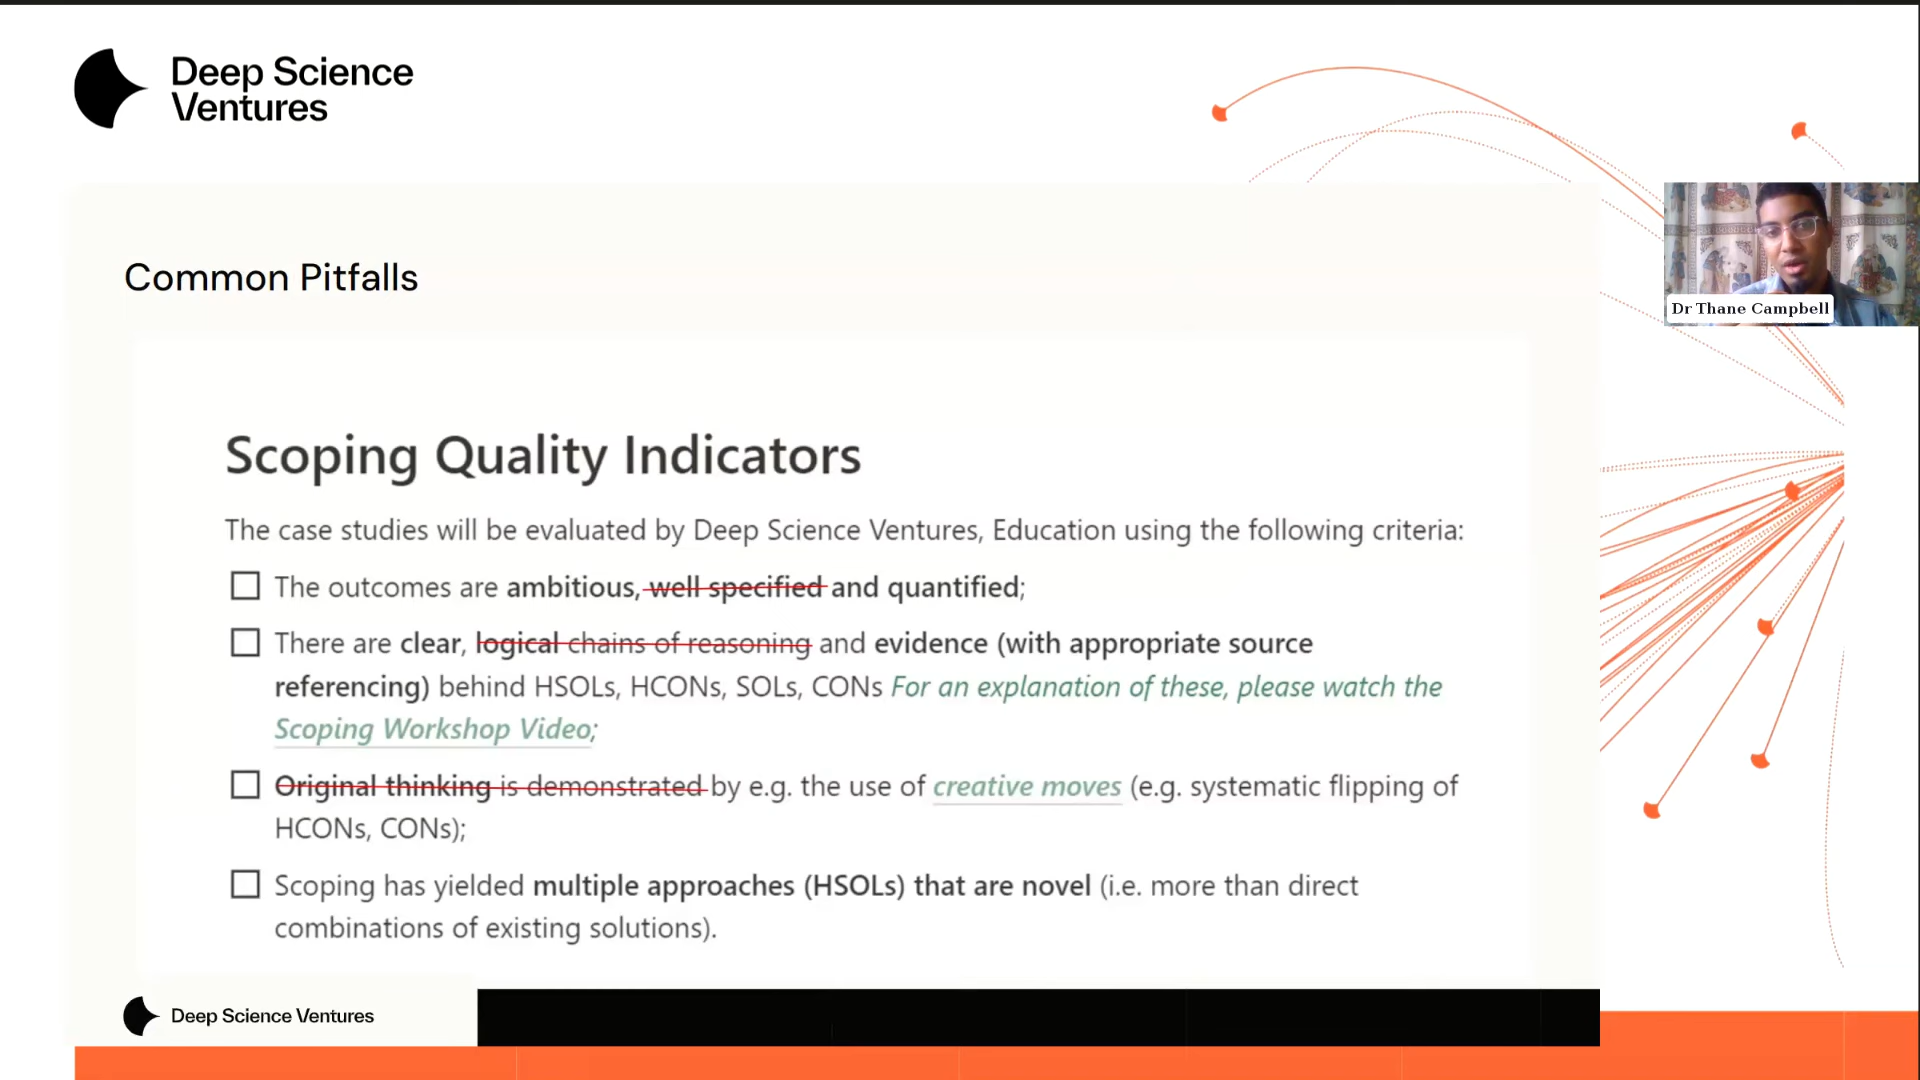 Deep Science
Ventures
Common Pitfalls
Dr Thane Campbell
Scoping Quality Indicators
The case studies will be evaluated by Deep Science Ventures, Education using the following criteria:
The outcomes are ambitious, well specified and quantified;
There are clear, logical chains of reasoning and evidence (with appropriate source
referencing) behind HSOLs, HCONs, SOLs, CONs For an explanation of these, please watch the
Scoping Workshop Video;
Original thinking is demonstrated by e.g. the use of creative moves (e.g. systematic flipping of
HCONs, CONs);
Scoping has yielded multiple approaches (HSOLs) that are novel (i.e. more than direct
combinations of existing solutions).
Deep Science Ventures